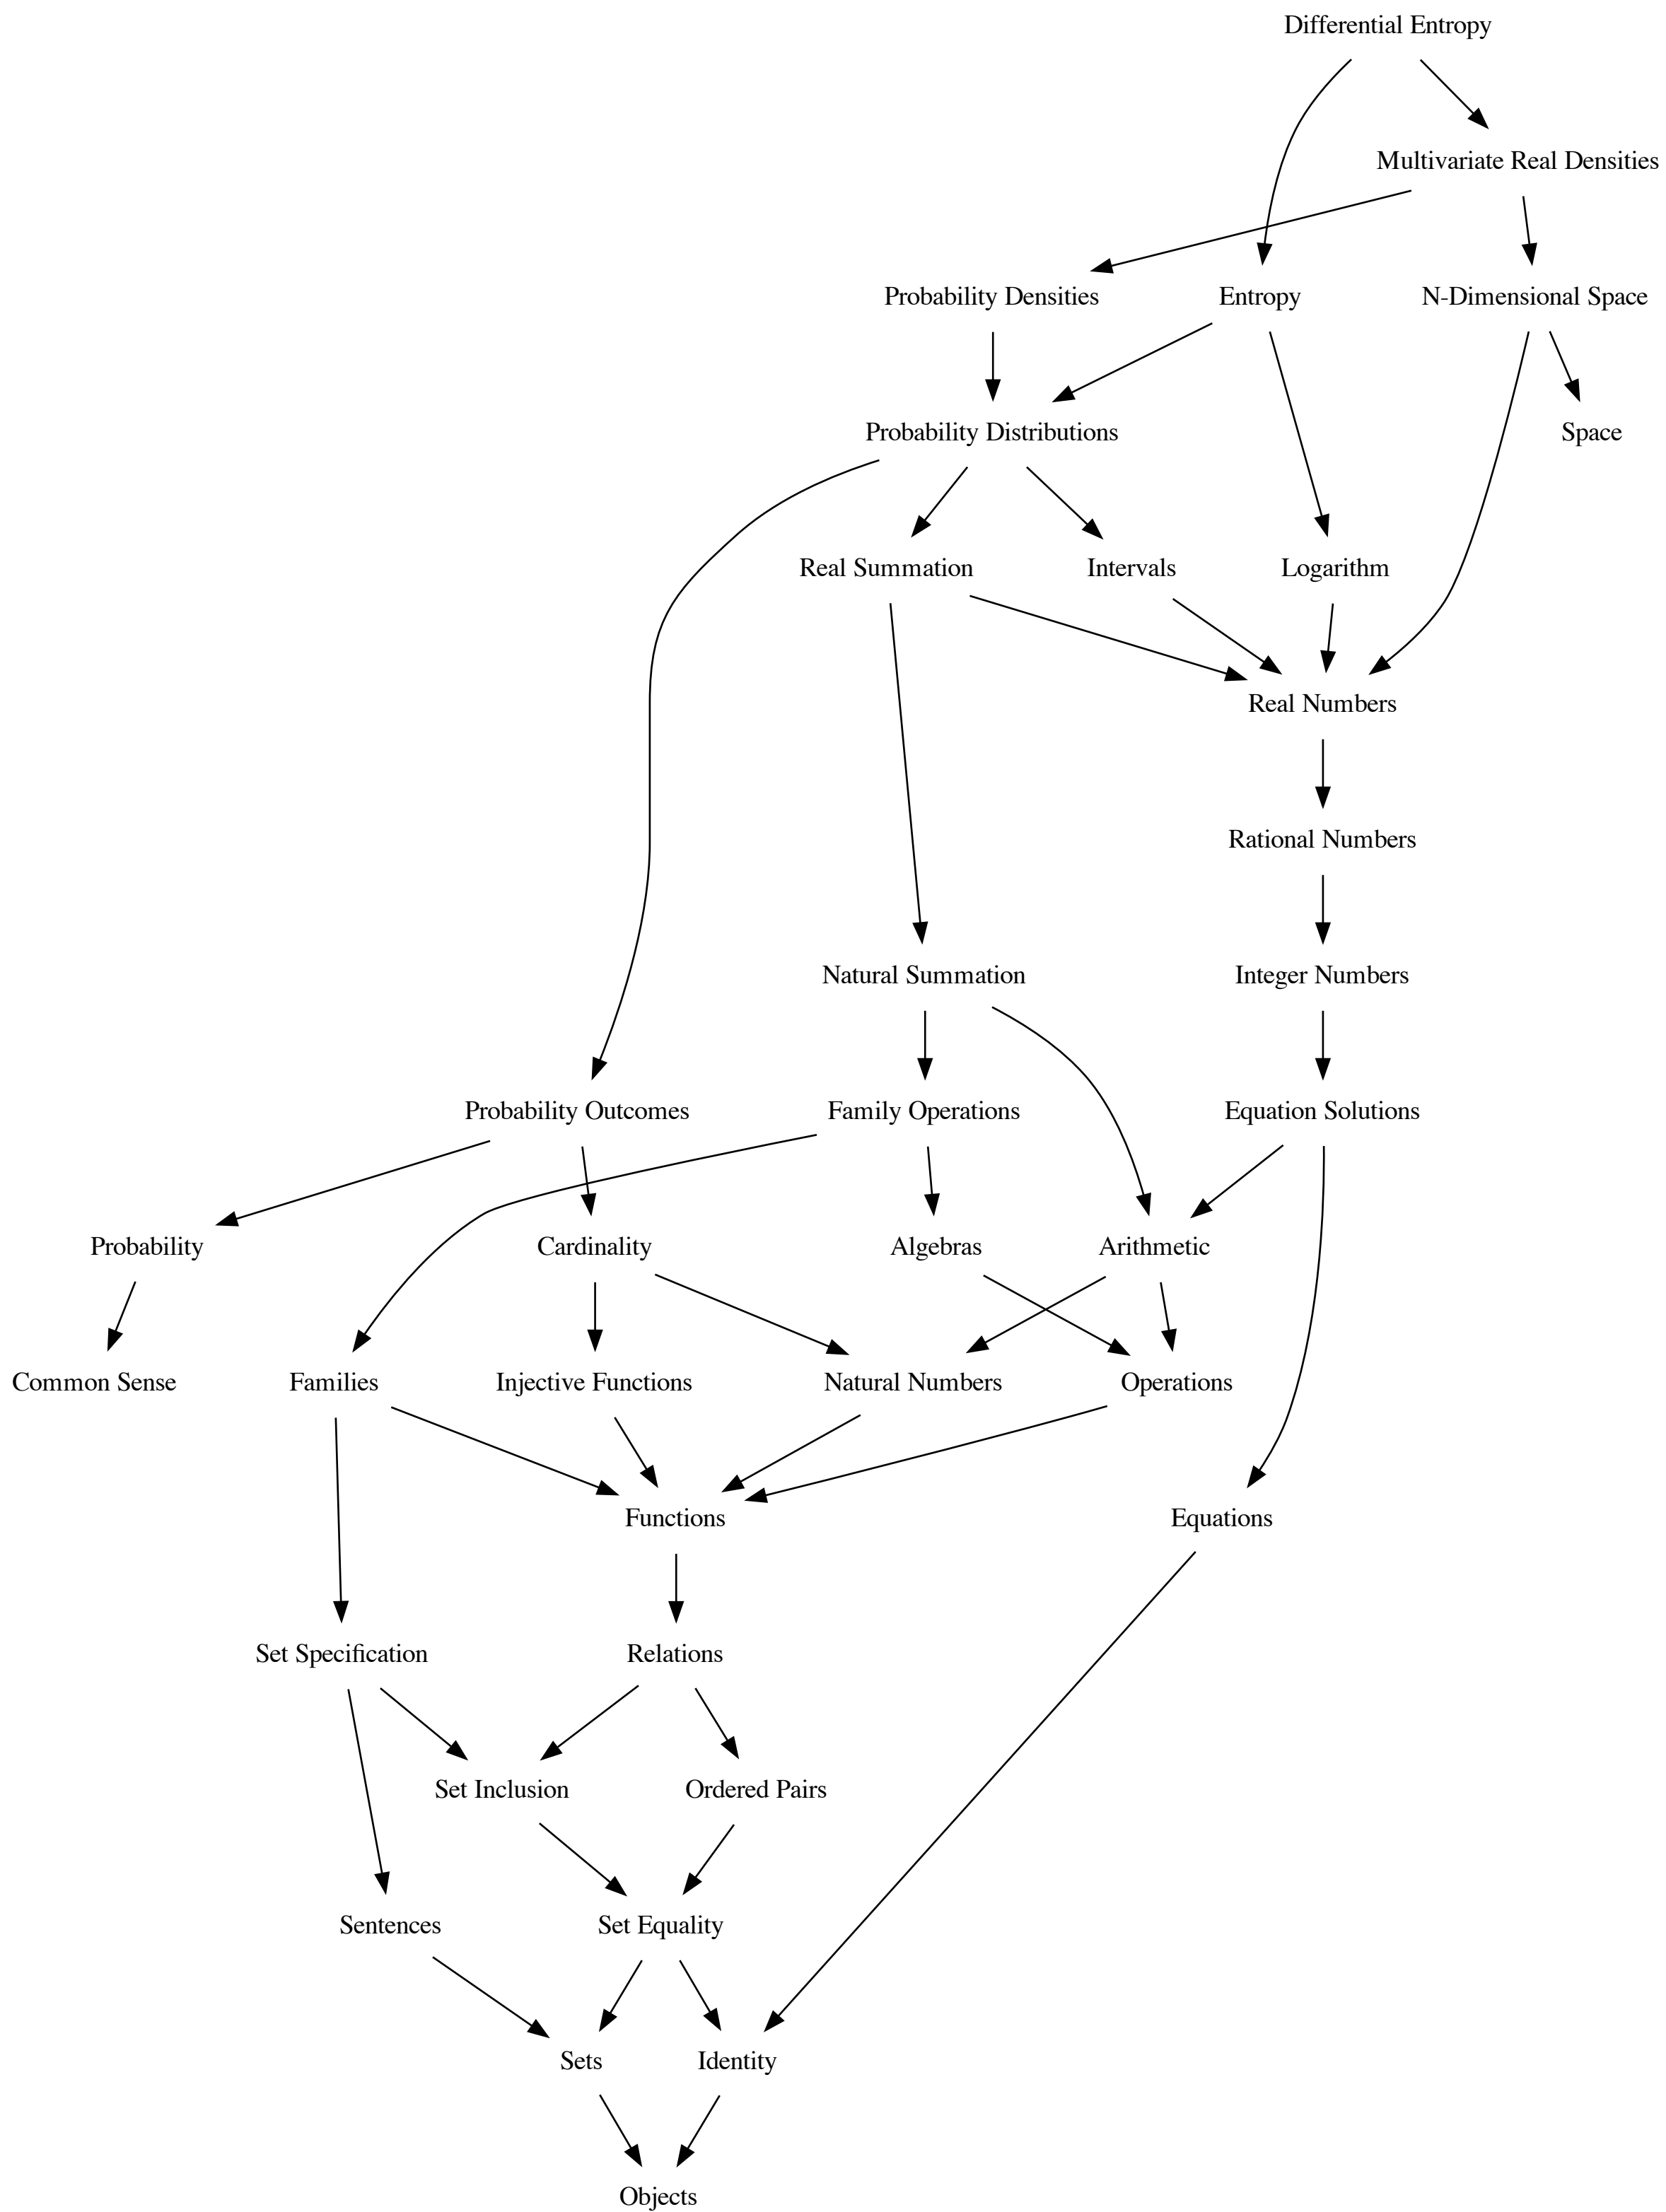 Differential Entropy
Multivariate Real Densities
Probability Densities
Entropy
N-Dimensional Space
Probability Distributions
Space
Real Summation
Intervals
Logarithm
Real Numbers
Rational Numbers
Natural Summation
Integer Numbers
Probability Outcomes
Family Operations
Equation Solutions
Probability
Cardinality
Algebras
Arithmetic
Common Sense
Families
Injective Functions
Natural Numbers
Operations
Functions
Equations
Set Specification
Relations
Set Inclusion
Ordered Pairs
Sentences
Set Equality
Sets
Identity
Objects